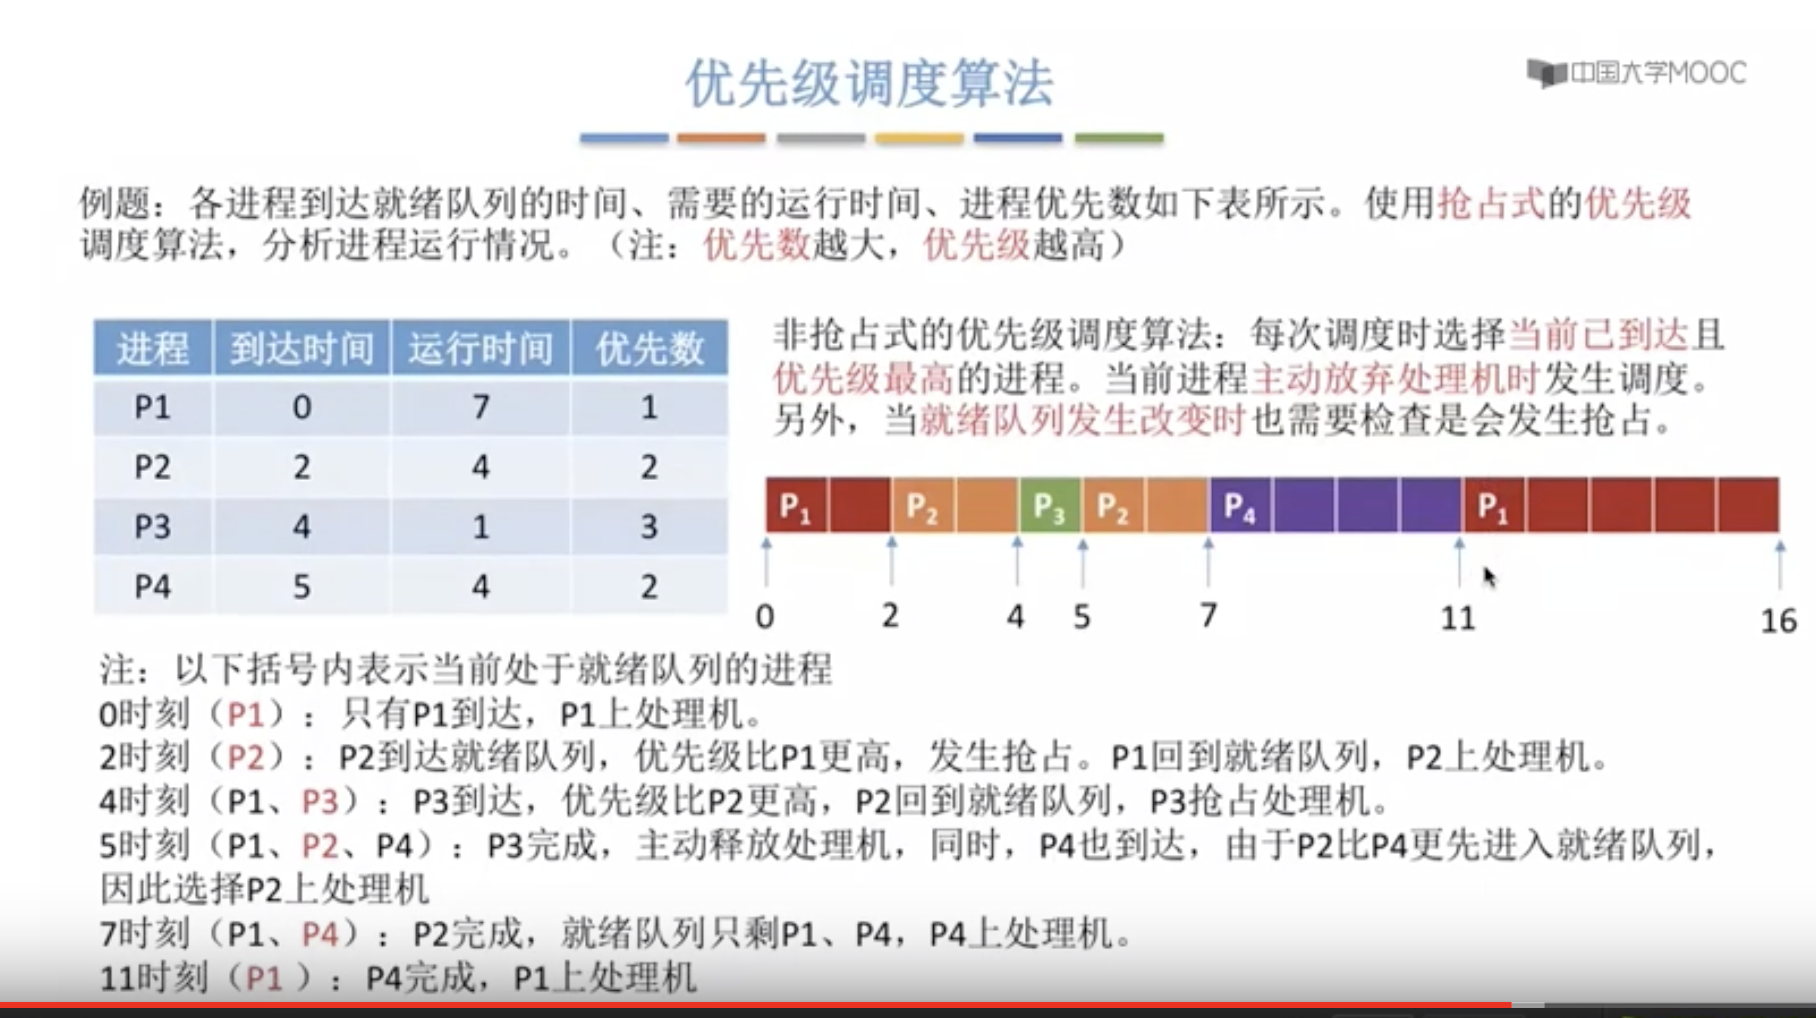 优先级调度算法
中国大学MOOC
例题：各进程到达就绪队列的时间、需要的运行时间、进程优先数如下表所示。使用抢占式的优先级
调度算法，分析进程运行情况。（注：优先数越大，优先级越高）
进程 到达时间 运行时间 优先数
P1 0 7 1
P2 2 4 2
P3 4 1 3
P4 5 4 2
非抢占式的优先级调度算法：每次调度时选择当前已到达且
优先级最高的进程。当前进程主动放弃处理机时发生调度。
另外，当就绪队列发生改变时也需要检查是会发生抢占。
P1 P2 P3 P2 P4 P1
0 2 4 5 7 11 16
注：以下括号内表示当前处于就绪队列的进程
0时刻（P1）：只有P1到达，P1上处理机。
2时刻（P2）：P2到达就绪队列，优先级比P1更高，发生抢占。P1回到就绪队列，P2上处理机。
4时刻（P1、P3）：P3到达，优先级比P2更高，P2回到就绪队列，P3抢占处理机。
5时刻（P1、P2、P4）：P3完成，主动释放处理机，同时，P4也到达，由于P2比P4更先进入就绪队列，
因此选择P2上处理机
7时刻（P1、P4）：P2完成，就绪队列只剩P1、P4，P4上处理机。
11时刻（P1 ）：P4完成，P1上处理机